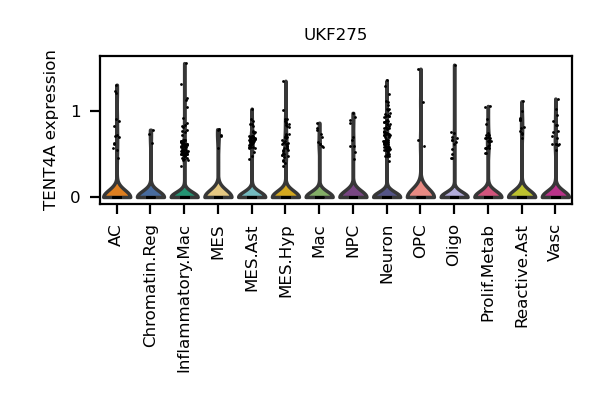 UKF275
TENT4A expression
1
0
AC
Chromatin.Reg
Inflammatory.Mac
MES
MES.Ast
MES.Hyp
Mac
NPC
Neuron
OPC
Oligo
Prolif.Metab
Reactive.Ast
Vasc